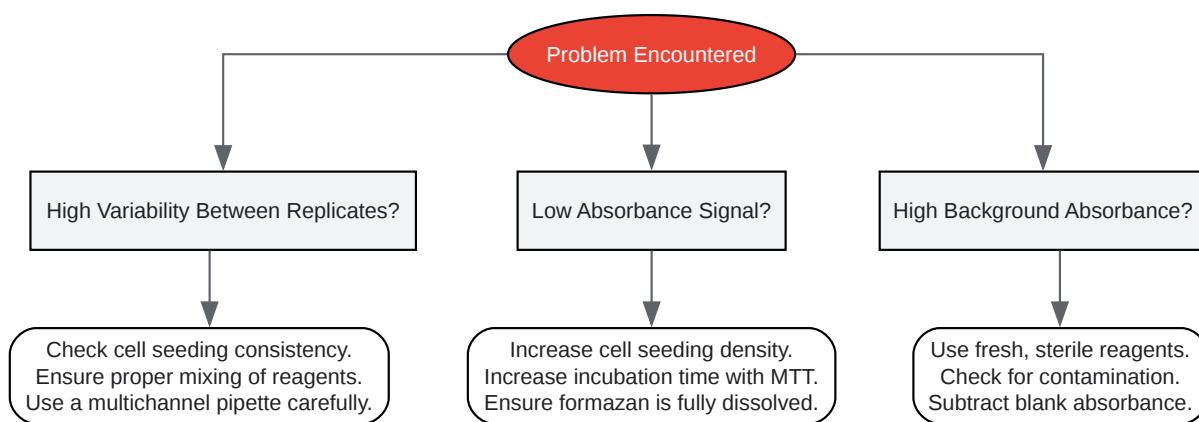 Problem Encountered
High Variability Between Replicates?
Low Absorbance Signal?
High Background Absorbance?
Check cell seeding consistency.
Ensure proper mixing of reagents.
Use a multichannel pipette carefully.
Increase cell seeding density.
Increase incubation time with MTT.
Ensure formazan is fully dissolved.
Use fresh, sterile reagents.
Check for contamination.
Subtract blank absorbance.